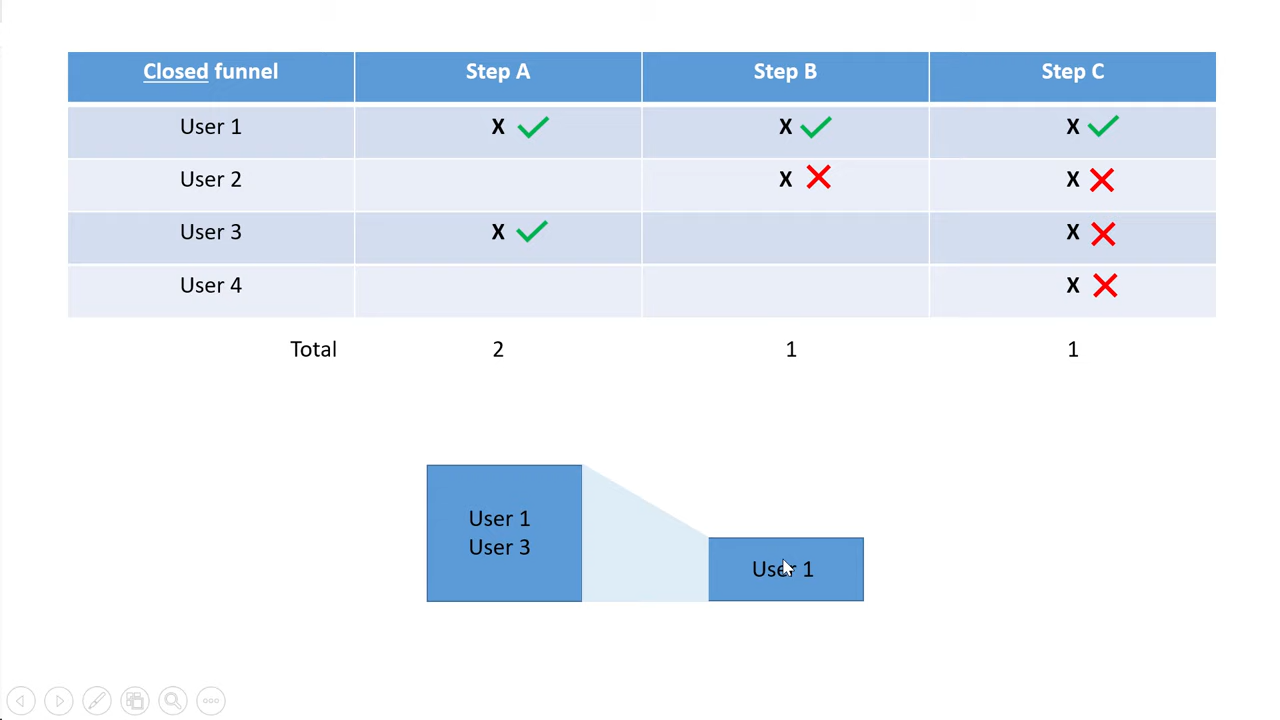 Closed funnel Step A Step B Step C
User 1 X X X
User 2 X X
User 3 X X
User 4 X
Total 2 1 1
User 1
User 3
User 1